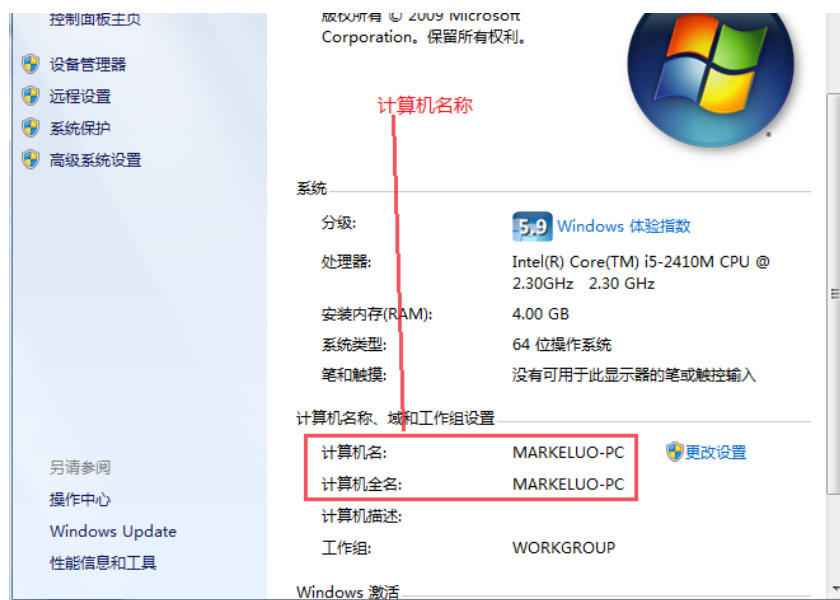 控制面板主页
设备管理器
远程设置
系统保护
高级系统设置
版权所有 © 2009 Microsoft
Corporation。保留所有权利。
计算机名称
系统
分级:
5.9 Windows 体验指数
处理器:
Intel(R) Core(TM) i5-2410M CPU @
2.30GHz 2.30 GHz
安装内存(RAM):
4.00 GB
系统类型:
64 位操作系统
笔和触摸:
没有可用于此显示器的笔或触控输入
计算机名称、域和工作组设置
计算机名:
MARKELUO-PC
更改设置
计算机全名:
MARKELUO-PC
计算机描述:
工作组:
WORKGROUP
Windows 激活
另请参阅
操作中心
Windows Update
性能信息和工具